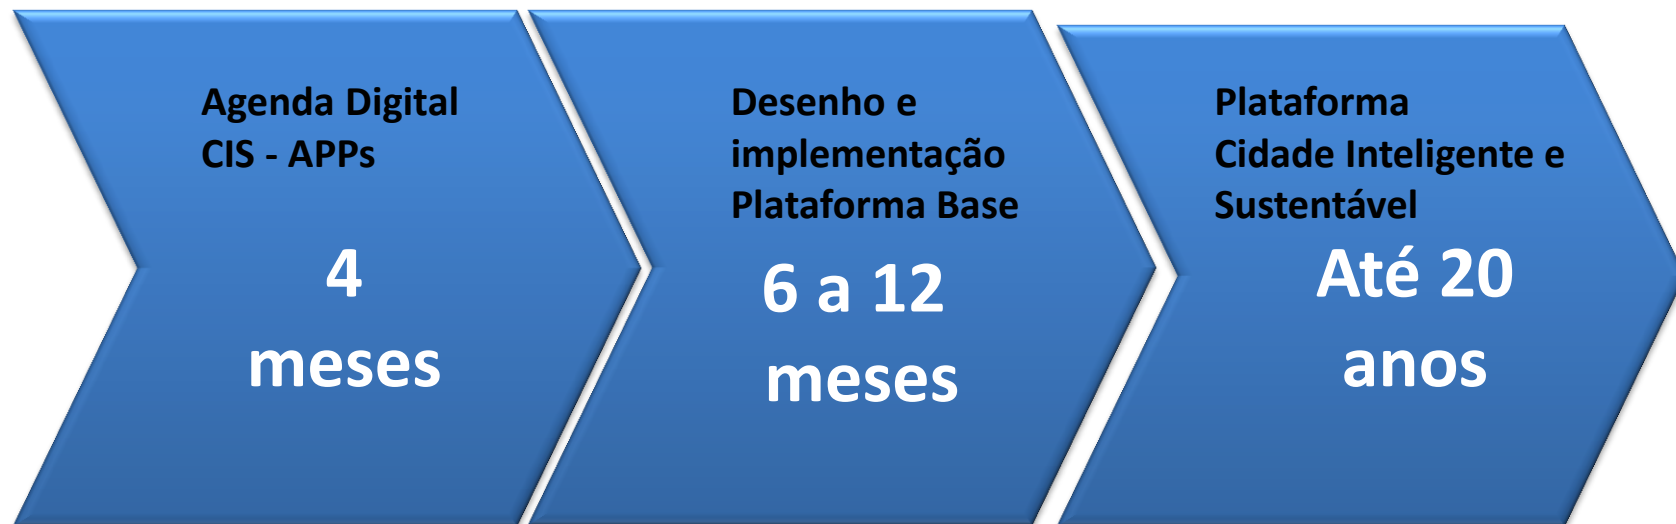 Agenda Digital
CIS - APPs
4
meses
Desenho e
implementação
Plataforma Base
6 a 12
meses
Plataforma
Cidade Inteligente e
Sustentável
Até 20
anos